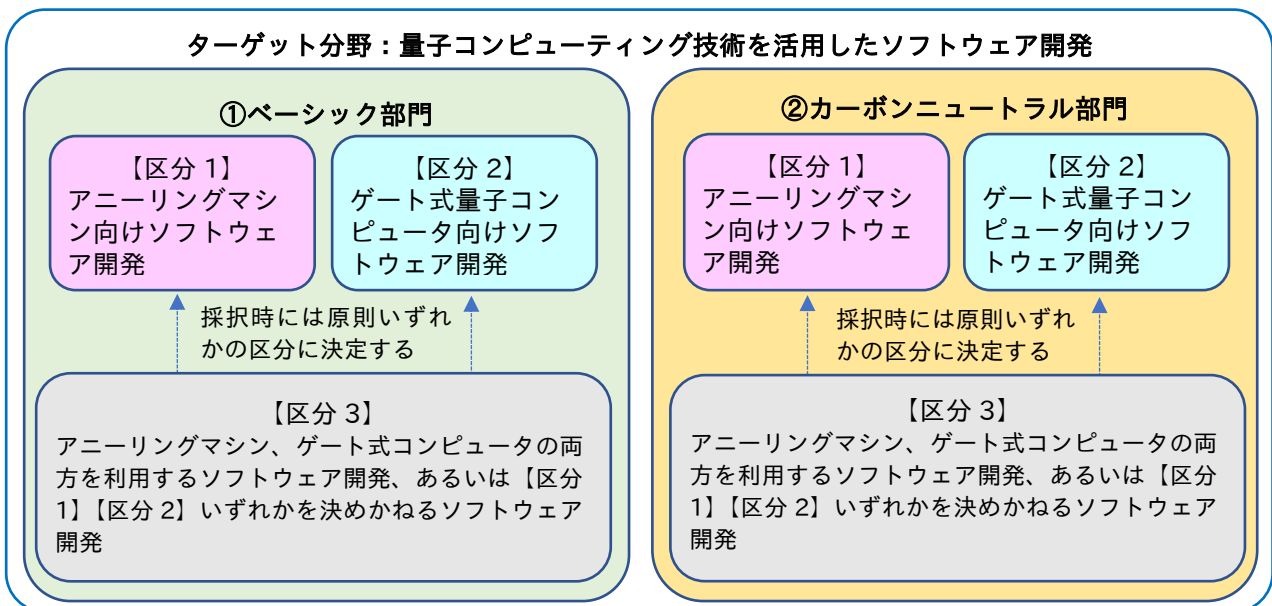 ターゲット分野：量子コンピューティング技術を活用したソフトウェア開発
①ベーシック部門
【区分 1】
アニーリングマシ
ン向けソフトウェ
ア開発
【区分 2】
ゲート式量子コン
ピュータ向けソフ
トウェア開発
採択時には原則いずれ
かの区分に決定する
【区分 3】
アニーリングマシン、ゲート式コンピュータの両
方を利用するソフトウェア開発、あるいは【区分
1】【区分 2】いずれかを決めかねるソフトウェア
開発
②カーボンニュートラル部門
【区分 1】
アニーリングマシ
ン向けソフトウェ
ア開発
【区分 2】
ゲート式量子コン
ピュータ向けソフ
トウェア開発
採択時には原則いずれ
かの区分に決定する
【区分 3】
アニーリングマシン、ゲート式コンピュータの両
方を利用するソフトウェア開発、あるいは【区分
1】【区分 2】いずれかを決めかねるソフトウェア
開発